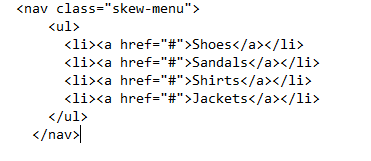 <nav class="skew-menu">
<ul>
<li><a href="#">Shoes</a></li>
<li><a href="#">Sandals</a></li>
<li><a href="#">Shirts</a></li>
<li><a href="#">Jackets</a></li>
</ul>
</nav>